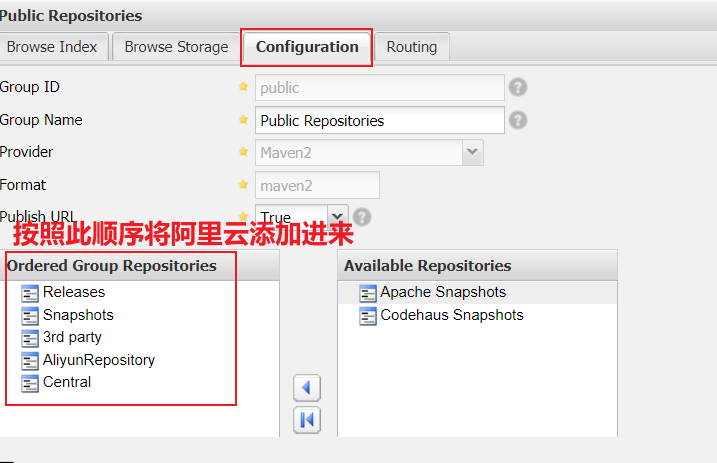 Public Repositories
Browse Index
Browse Storage
Configuration
Routing
Group ID
public
Group Name
Public Repositories
Provider
Maven2
Format
maven2
Publish URL
True
按照此顺序将阿里云添加进来
Ordered Group Repositories
Releases
Snapshots
3rd party
AliyunRepository
Central
Available Repositories
Apache Snapshots
Codehaus Snapshots